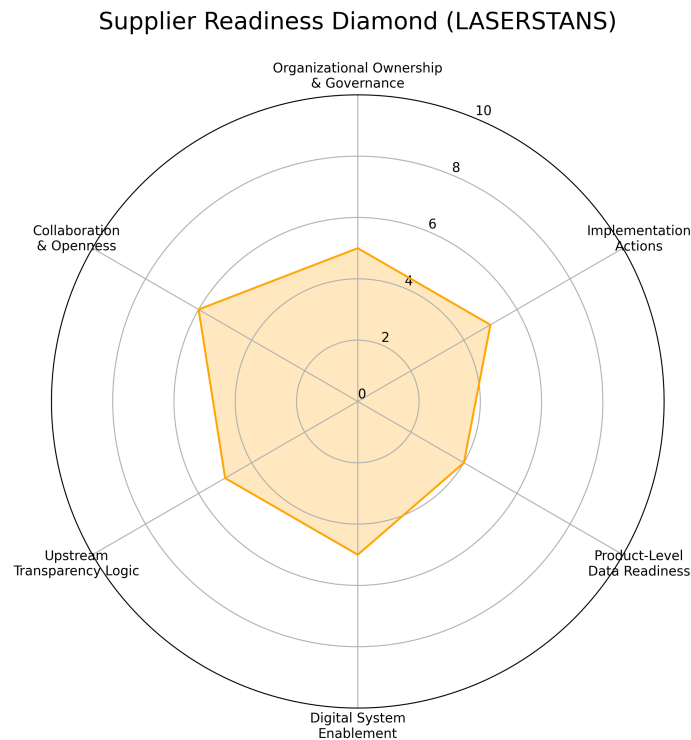 Supplier Readiness Diamond (LASERSTANS)
Organizational Ownership
& Governance
10
8
6
4
2
0
Collaboration
& Openness
Implementation
Actions
Upstream
Transparency Logic
Product-Level
Data Readiness
Digital System
Enablement